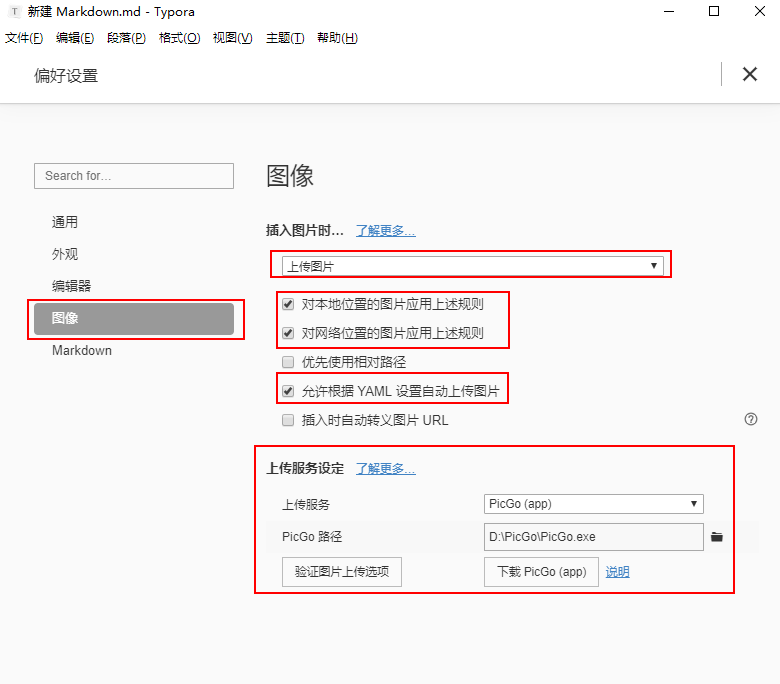 T 新建 Markdown.md - Typora
文件(F) 编辑(E) 段落(P) 格式(O) 视图(V) 主题(T) 帮助(H)
偏好设置
Search for...
图像
通用
外观
编辑器
图像
Markdown
插入图片时... 了解更多...
上传图片
对本地位置的图片应用上述规则
对网络位置的图片应用上述规则
优先使用相对路径
允许根据 YAML 设置自动上传图片
插入时自动转义图片 URL
上传服务设定 了解更多...
上传服务 PicGo (app)
PicGo 路径 D:\PicGo\PicGo.exe
验证图片上传选项 下载 PicGo (app) 说明